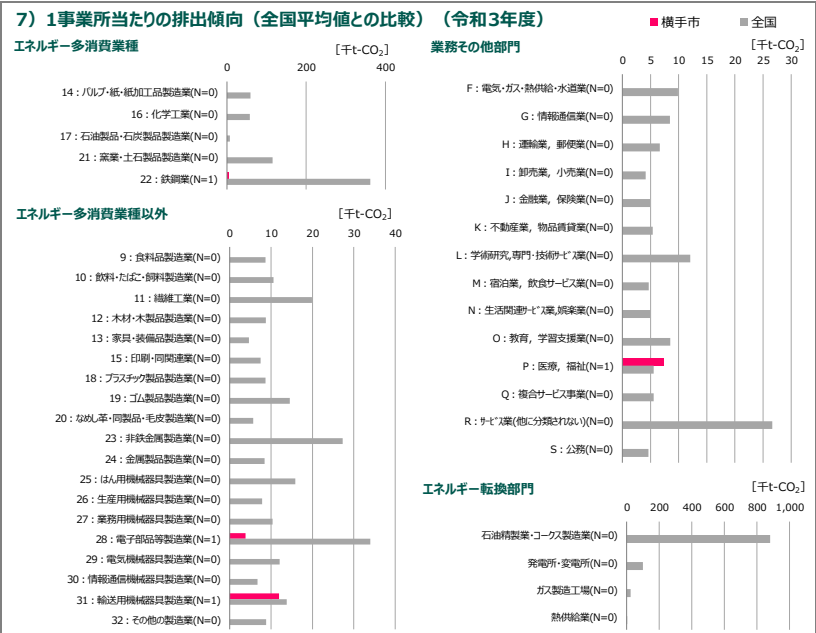 7）1事業所当たりの排出傾向（全国平均値との比較）（令和3年度）
横手市 全国
エネルギー多消費業種
[千t-CO₂]
0 200 400
14：パルプ・紙・紙加工品製造業(N=0)
16：化学工業(N=0)
17：石油製品・石炭製品製造業(N=0)
21：窯業・土石製品製造業(N=0)
22：鉄鋼業(N=1)
エネルギー多消費業種以外
[千t-CO₂]
0 10 20 30 40
9：食料品製造業(N=0)
10：飲料・たばこ・飼料製造業(N=0)
11：繊維工業(N=0)
12：木材・木製品製造業(N=0)
13：家具・装備品製造業(N=0)
15：印刷・同関連業(N=0)
18：プラスチック製品製造業(N=0)
19：ゴム製品製造業(N=0)
20：なめし革・同製品・毛皮製造業(N=0)
23：非鉄金属製造業(N=0)
24：金属製品製造業(N=0)
25：はん用機械器具製造業(N=0)
26：生産用機械器具製造業(N=0)
27：業務用機械器具製造業(N=0)
28：電子部品等製造業(N=1)
29：電気機械器具製造業(N=0)
30：情報通信機械器具製造業(N=0)
31：輸送用機械器具製造業(N=1)
32：その他の製造業(N=0)
業務その他部門
[千t-CO₂]
0 5 10 15 20 25 30
F：電気・ガス・熱供給・水道業(N=0)
G：情報通信業(N=0)
H：運輸業，郵便業(N=0)
I：卸売業，小売業(N=0)
J：金融業，保険業(N=0)
K：不動産業，物品賃貸業(N=0)
L：学術研究,専門・技術サービス業(N=0)
M：宿泊業，飲食サービス業(N=0)
N：生活関連サービス業,娯楽業(N=0)
O：教育，学習支援業(N=0)
P：医療，福祉(N=1)
Q：複合サービス事業(N=0)
R：サービス業(他に分類されない)(N=0)
S：公務(N=0)
エネルギー転換部門
[千t-CO₂]
0 200 400 600 800 1,000
石油精製業・コークス製造業(N=0)
発電所・変電所(N=0)
ガス製造工場(N=0)
熱供給業(N=0)